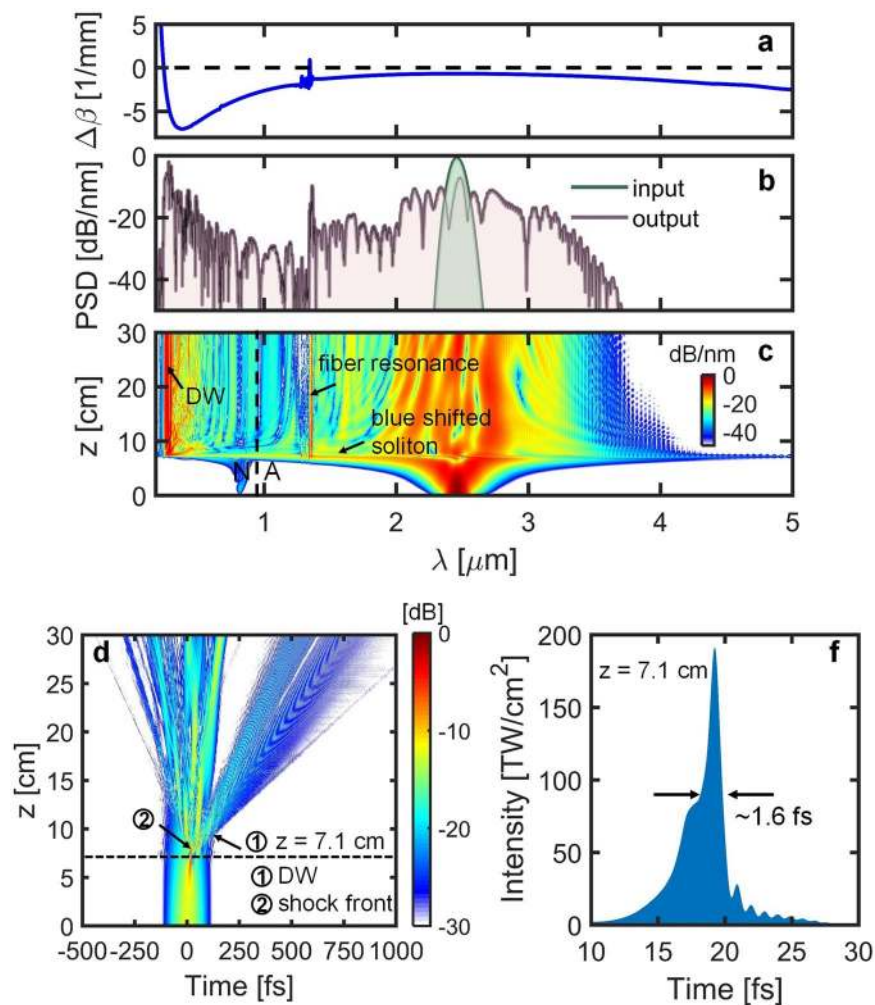 5
0
-5
Δβ [1/mm]
a
0
-20
-40
PSD [dB/nm]
b
input
output
30
20
10
0
z [cm]
c
dB/nm
0
-20
-40
DW
fiber resonance
blue shifted
soliton
N A
1 2 3 4 5
λ [μm]
[dB]
0
-10
-20
-30
30
25
20
15
10
5
0
z [cm]
d
②
① z = 7.1 cm
① DW
② shock front
-500 -250 0 250 500 750 1000
Time [fs]
200
150
100
50
0
Intensity [TW/cm²]
f
z = 7.1 cm
~1.6 fs
10 15 20 25 30
Time [fs]